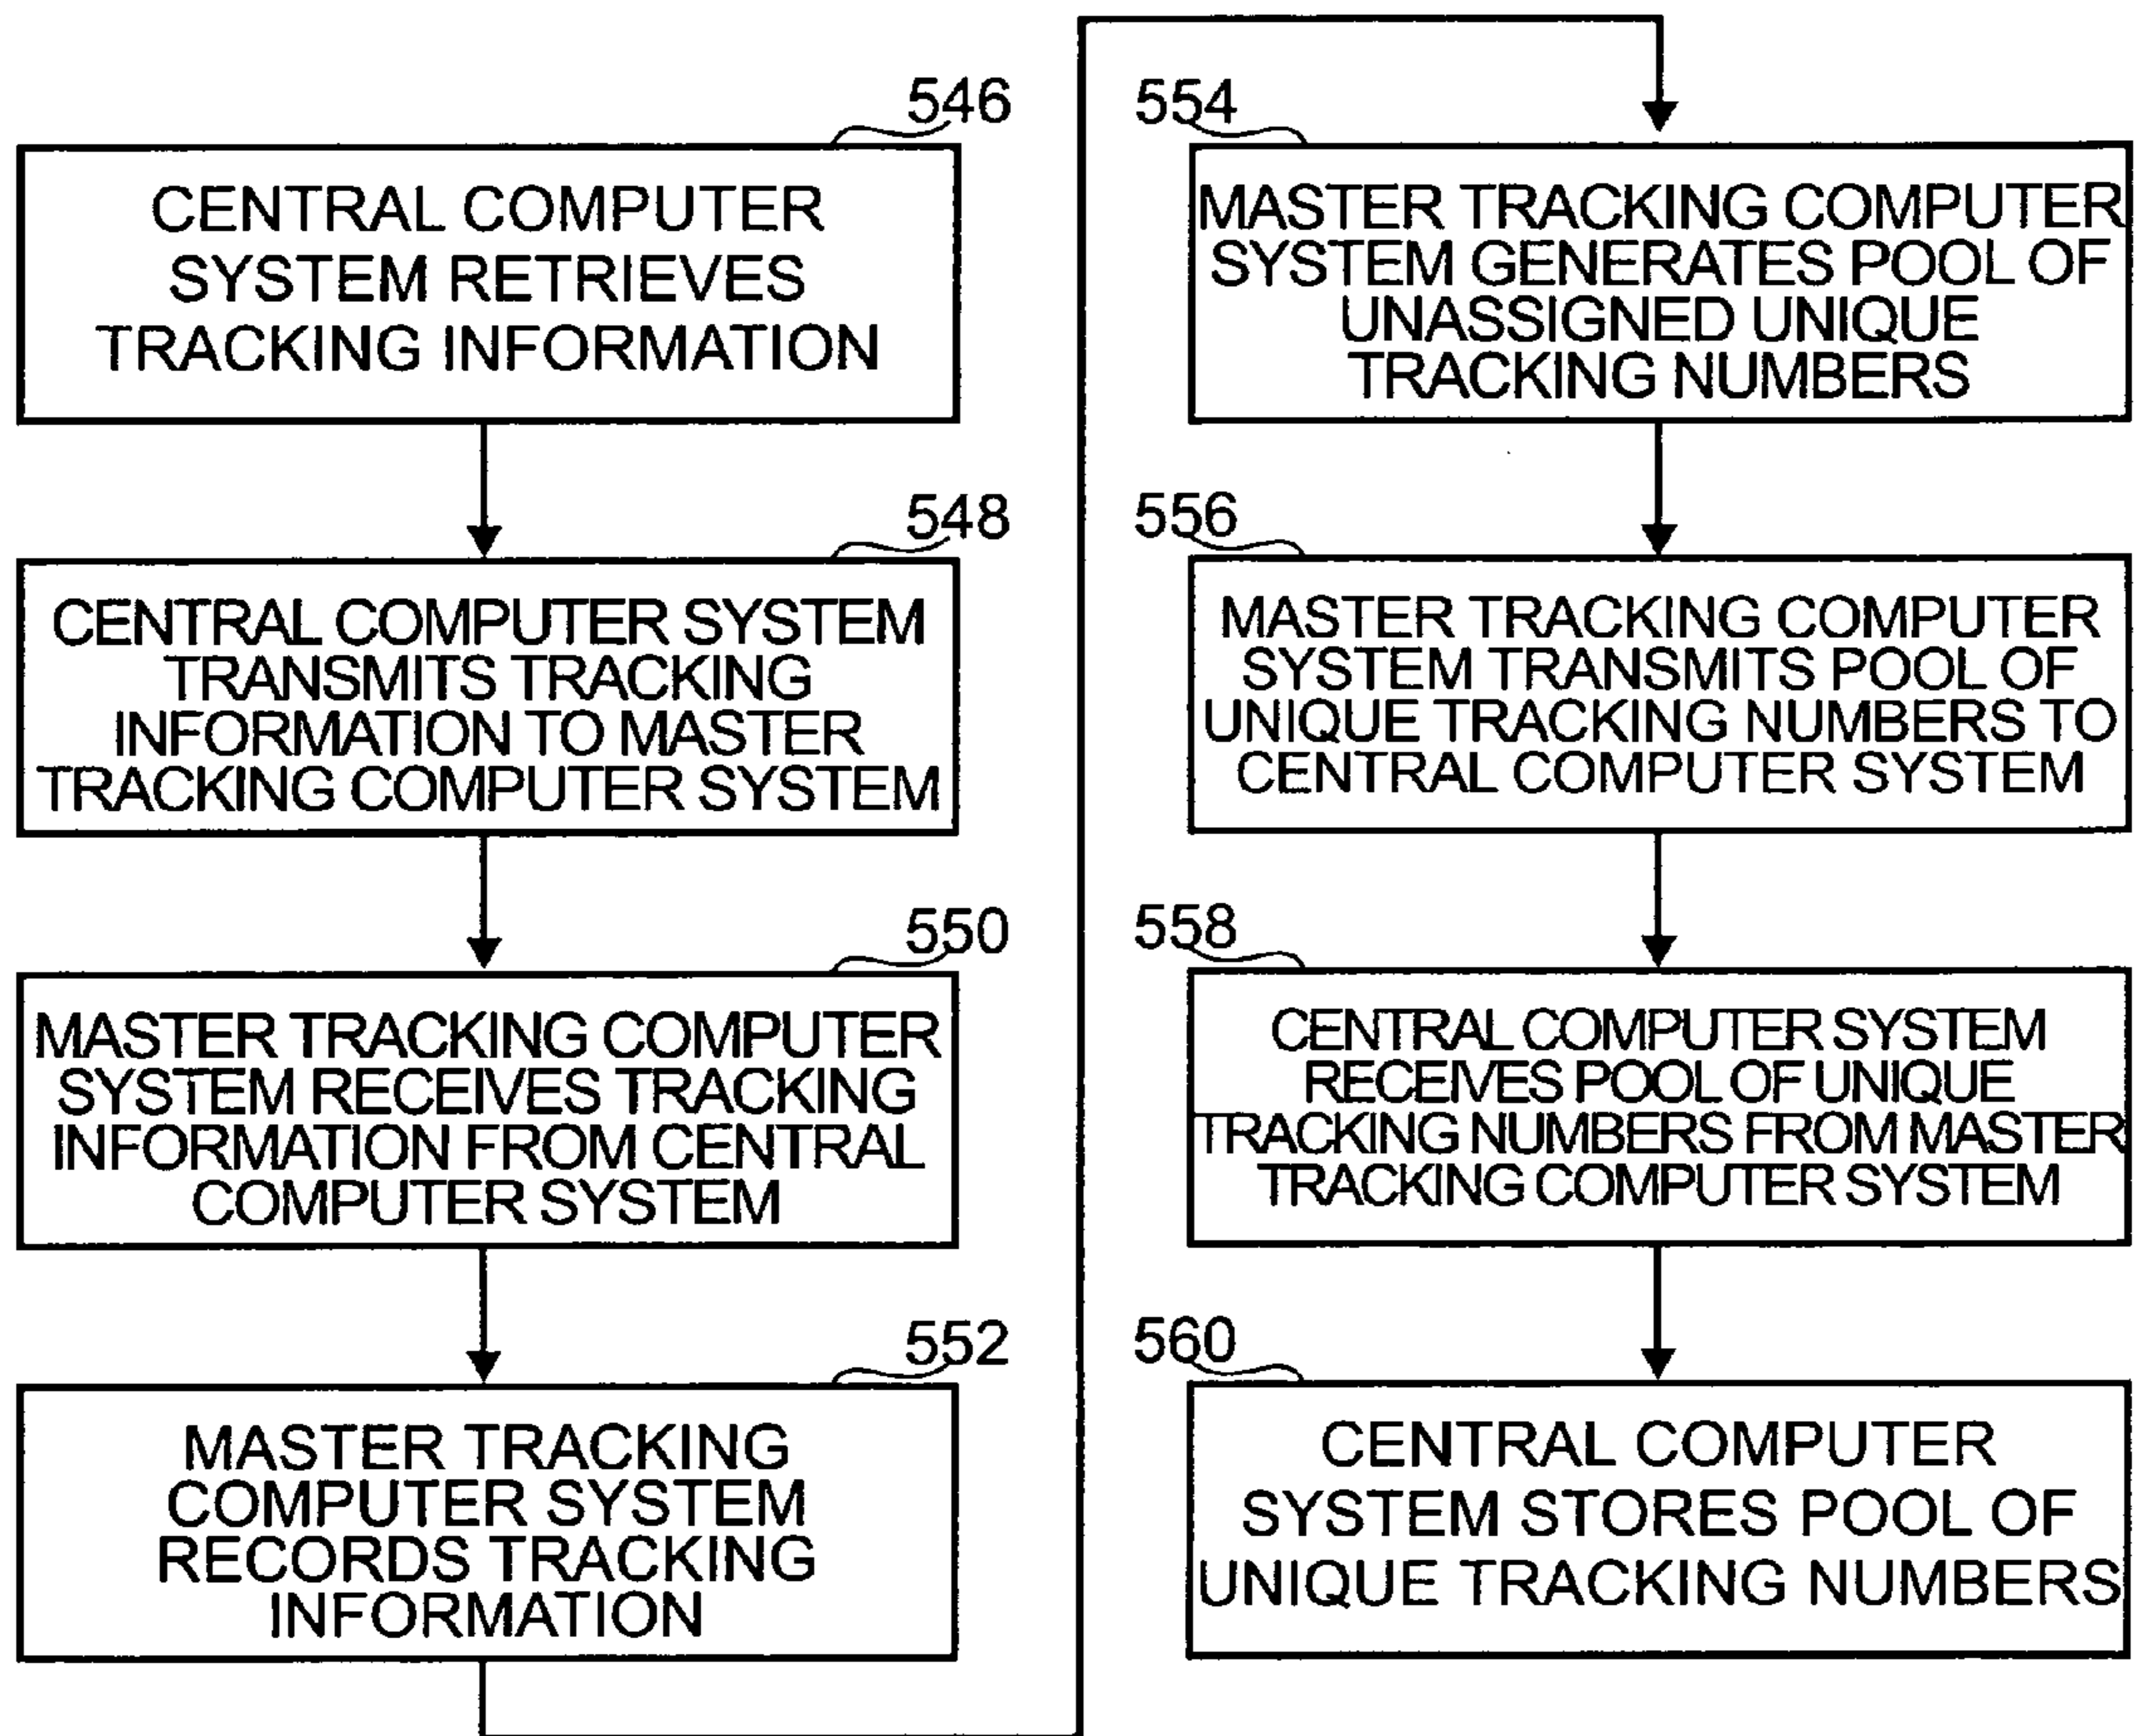 546
CENTRAL COMPUTER
SYSTEM RETRIEVES
TRACKING INFORMATION
548
CENTRAL COMPUTER SYSTEM
TRANSMITS TRACKING
INFORMATION TO MASTER
TRACKING COMPUTER SYSTEM
550
MASTER TRACKING COMPUTER
SYSTEM RECEIVES TRACKING
INFORMATION FROM CENTRAL
COMPUTER SYSTEM
552
MASTER TRACKING
COMPUTER SYSTEM
RECORDS TRACKING
INFORMATION
554
MASTER TRACKING COMPUTER
SYSTEM GENERATES POOL OF
UNASSIGNED UNIQUE
TRACKING NUMBERS
556
MASTER TRACKING COMPUTER
SYSTEM TRANSMITS POOL OF
UNIQUE TRACKING NUMBERS TO
CENTRAL COMPUTER SYSTEM
558
CENTRAL COMPUTER SYSTEM
RECEIVES POOL OF UNIQUE
TRACKING NUMBERS FROM MASTER
TRACKING COMPUTER SYSTEM
560
CENTRAL COMPUTER
SYSTEM STORES POOL OF
UNIQUE TRACKING NUMBERS